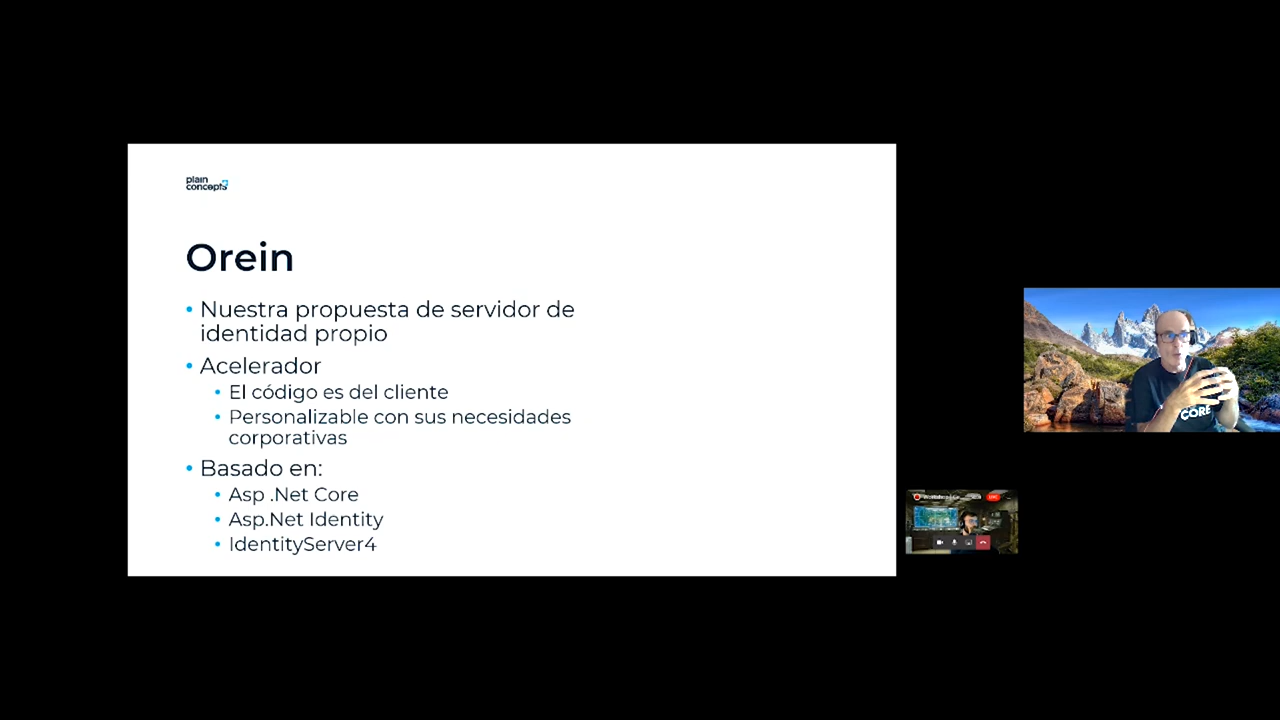 plain
concepts
Orein
• Nuestra propuesta de servidor de
identidad propio
• Acelerador
• El código es del cliente
• Personalizable con sus necesidades
corporativas
• Basado en:
• Asp .Net Core
• Asp.Net Identity
• IdentityServer4
CORE